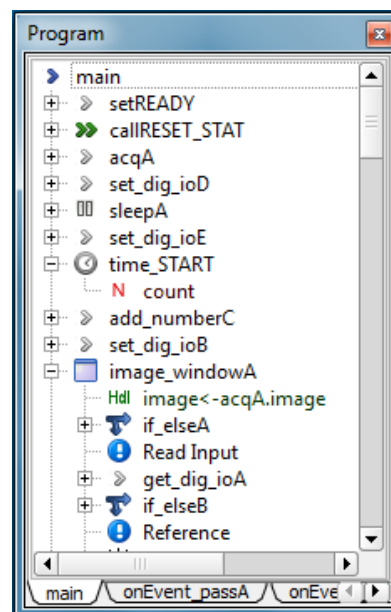 Program
main
setREADY
callRESET_STAT
acqA
set_dig_ioD
sleepA
set_dig_ioE
time_START
N count
add_numberC
set_dig_ioB
image_windowA
Hdl image<-acqA.image
if_elseA
Read Input
get_dig_ioA
if_elseB
Reference
main onEvent_passA onEve